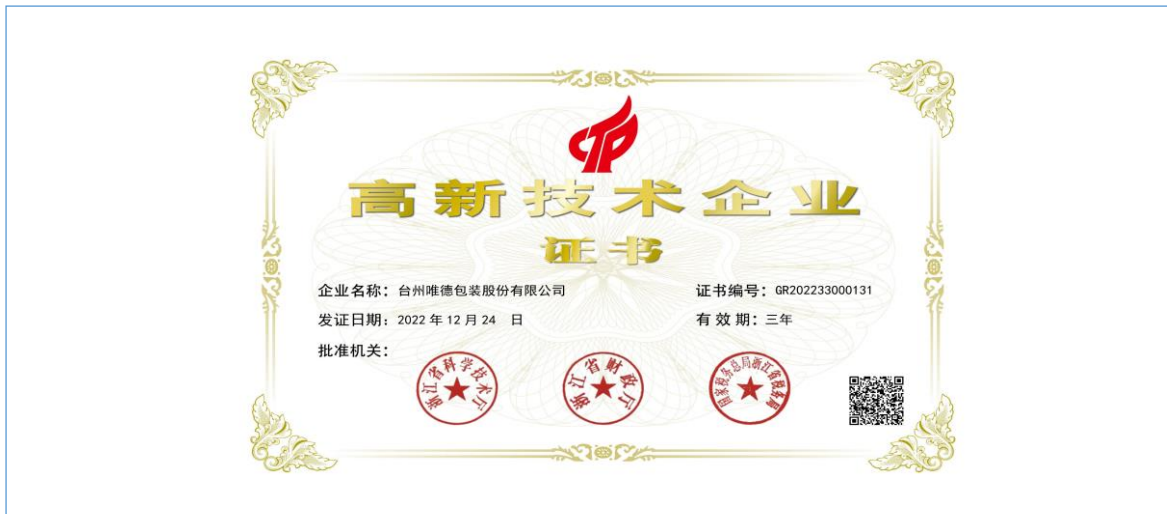 CTP
高新技术企业
证书
企业名称：台州唯德包装股份有限公司
证书编号：GR202233000131
发证日期：2022 年 12 月 24 日
有 效 期：三年
批准机关：
浙江省科学技术厅
浙江省财政厅
国家税务总局浙江省税务局